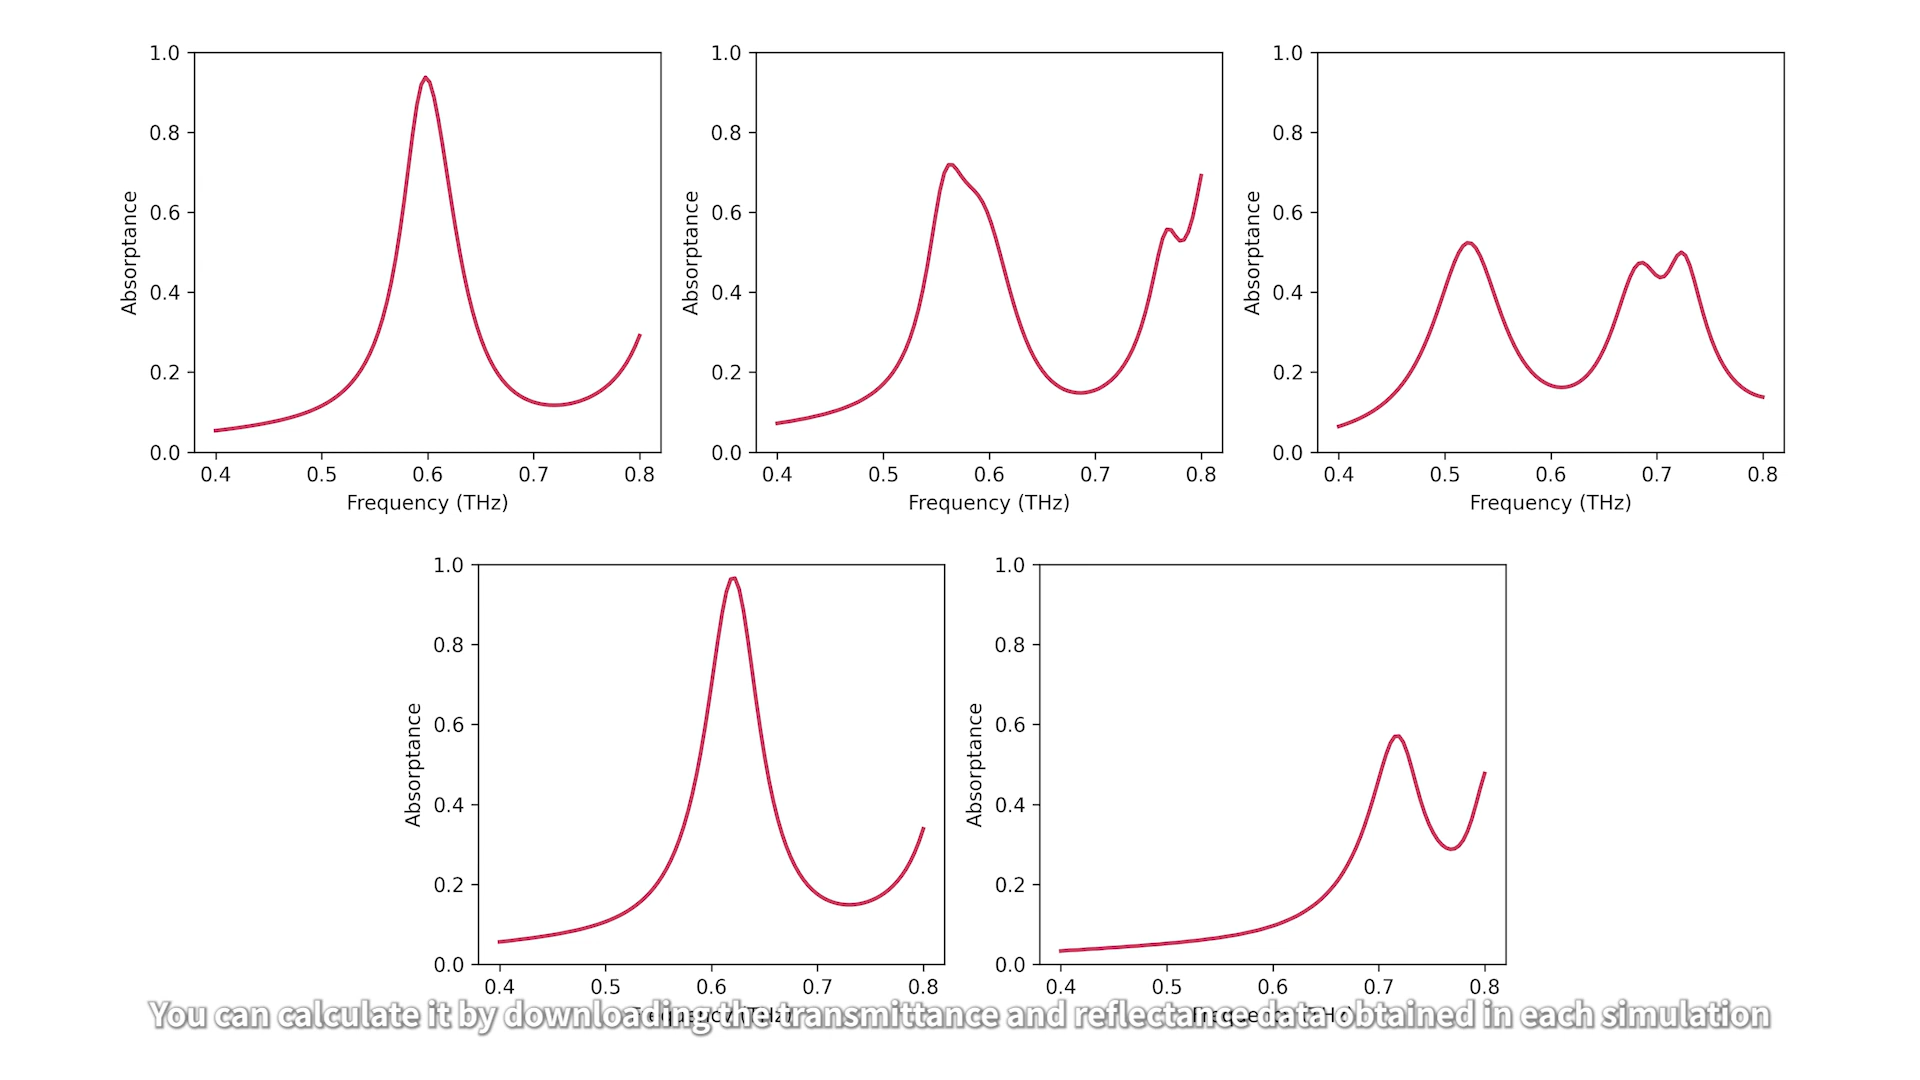 1.0
0.8
0.6
0.4
0.2
0.0
Absorptance
0.4 0.5 0.6 0.7 0.8
Frequency (THz)
1.0
0.8
0.6
0.4
0.2
0.0
Absorptance
0.4 0.5 0.6 0.7 0.8
Frequency (THz)
1.0
0.8
0.6
0.4
0.2
0.0
Absorptance
0.4 0.5 0.6 0.7 0.8
Frequency (THz)
1.0
0.8
0.6
0.4
0.2
0.0
Absorptance
0.4 0.5 0.6 0.7 0.8
Frequency (THz)
1.0
0.8
0.6
0.4
0.2
0.0
Absorptance
0.4 0.5 0.6 0.7 0.8
Frequency (THz)
You can calculate it by downloading the transmittance and reflectance data obtained in each simulation